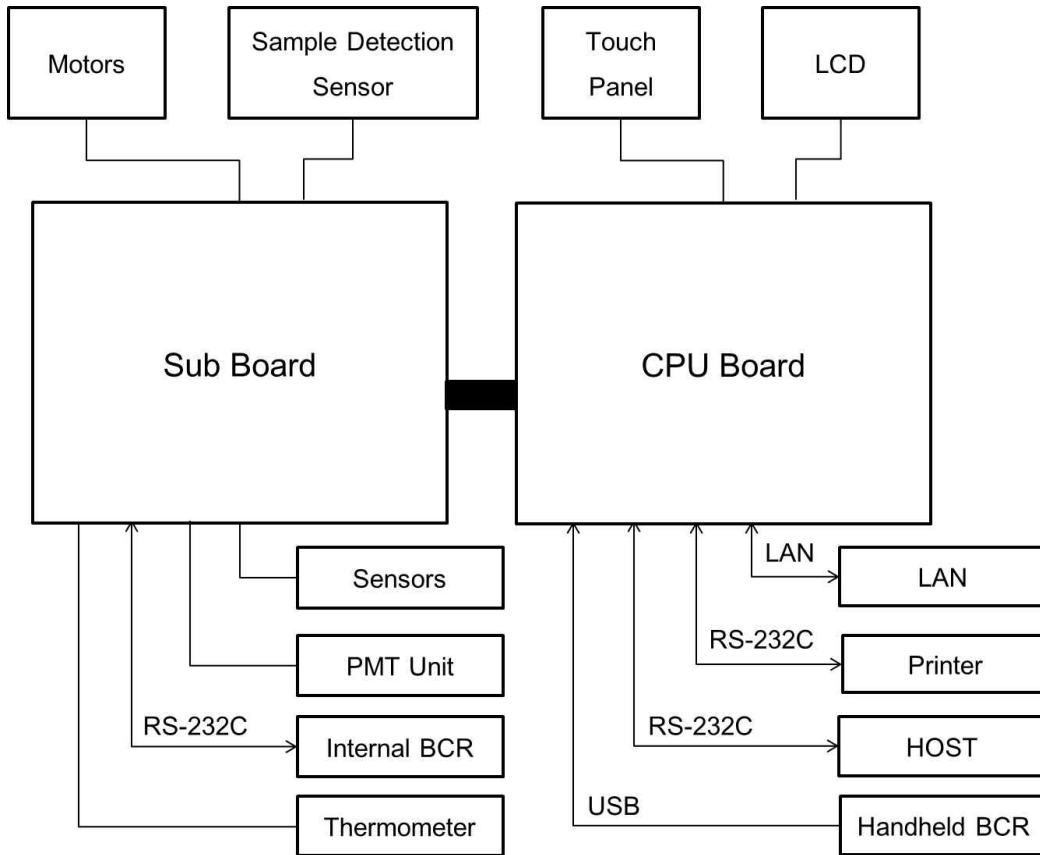 Motors
Sample Detection
Sensor
Touch
Panel
LCD
Sub Board
CPU Board
Sensors
PMT Unit
RS-232C
Internal BCR
Thermometer
LAN
LAN
RS-232C
Printer
RS-232C
HOST
USB
Handheld BCR